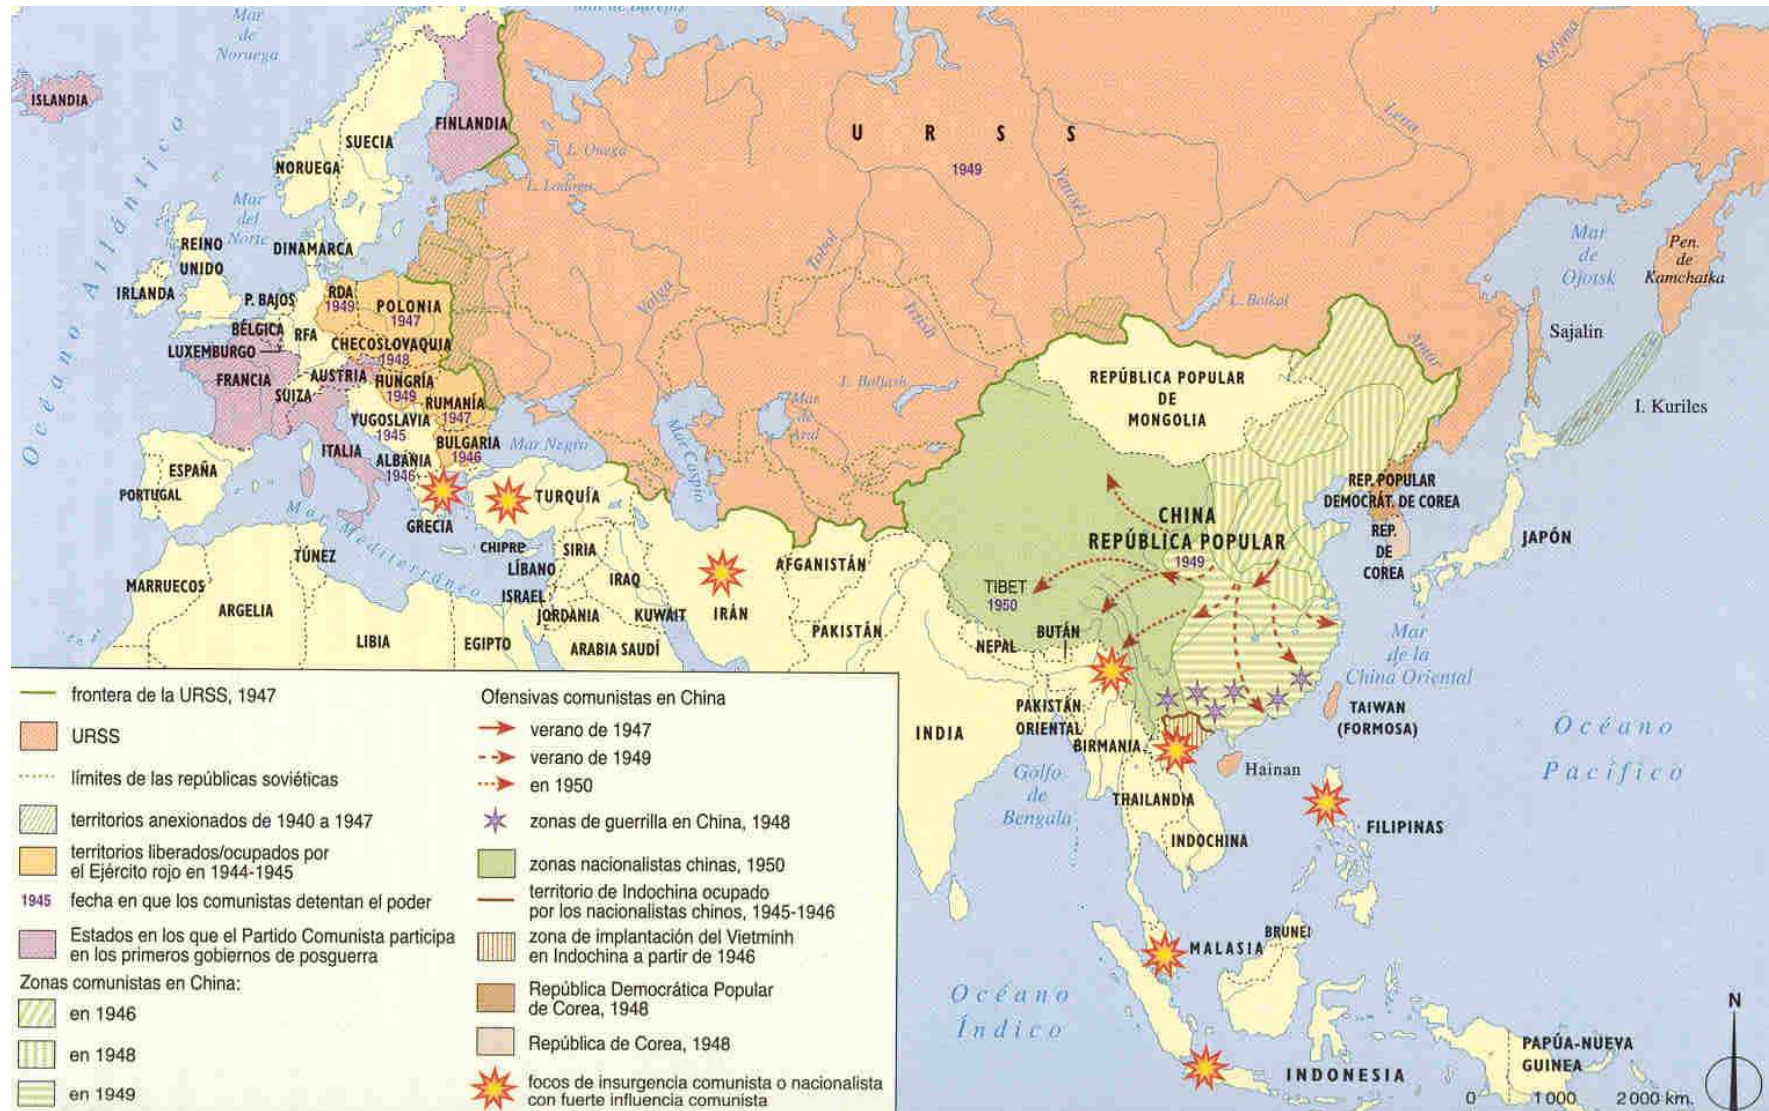 Mar
de
Noruega
Mar de Barents
ISLANDIA
FINLANDIA
SUECIA
NORUEGA
L. Onega
L. Ladoga
U R S S
1949
Kolyma
Lena
Yenisei
Océano Atlántico
Mar
del
Norte
REINO
UNIDO
DINAMARCA
IRLANDA
P. BAJOS
RDA
1949
POLONIA
1947
BÉLGICA
RFA
LUXEMBURGO
CHECOSLOVAQUIA
1948
FRANCIA
AUSTRIA
HUNGRÍA
1949
SUIZA
RUMANÍA
1947
YUGOSLAVIA
1945
BULGARIA
1946
ITALIA
ALBANIA
1946
ESPAÑA
PORTUGAL
GRECIA
Mar Negro
TURQUÍA
Mar Mediterráneo
Volga
Tobol
Irtish
L. Baljash
Mar
de
Aral
Mar Caspio
L. Baikal
Amur
Mar
de
Ojotsk
Pen.
de
Kamchatka
Sajalin
I. Kuriles
REPÚBLICA POPULAR
DE
MONGOLIA
REP. POPULAR
DEMOCRÁT. DE COREA
REP.
DE
COREA
JAPÓN
CHINA
REPÚBLICA POPULAR
1949
TIBET
1950
CHIPRE
SIRIA
LÍBANO
ISRAEL
JORDANIA
IRAQ
KUWAIT
IRÁN
AFGANISTÁN
PAKISTÁN
MARRUECOS
TÚNEZ
ARGELIA
LIBIA
EGIPTO
ARABIA SAUDÍ
NEPAL
BUTÁN
PAKISTÁN
ORIENTAL
INDIA
BIRMANIA
Golfo
de
Bengala
THAILANDIA
INDOCHINA
Hainan
Mar
de la
China Oriental
TAIWAN
(FORMOSA)
Océano
Pacífico
FILIPINAS
MALASIA
BRUNEI
Océano
Índico
INDONESIA
PAPÚA-NUEVA
GUINEA
N
0 1 000 2 000 km.
frontera de la URSS, 1947
URSS
límites de las repúblicas soviéticas
territorios anexionados de 1940 a 1947
territorios liberados/ocupados por
el Ejército rojo en 1944-1945
1945 fecha en que los comunistas detentan el poder
Estados en los que el Partido Comunista participa
en los primeros gobiernos de posguerra
Zonas comunistas en China:
en 1946
en 1948
en 1949
Ofensivas comunistas en China
verano de 1947
verano de 1949
en 1950
zonas de guerrilla en China, 1948
zonas nacionalistas chinas, 1950
territorio de Indochina ocupado
por los nacionalistas chinos, 1945-1946
zona de implantación del Vietminh
en Indochina a partir de 1946
República Democrática Popular
de Corea, 1948
República de Corea, 1948
focos de insurgencia comunista o nacionalista
con fuerte influencia comunista